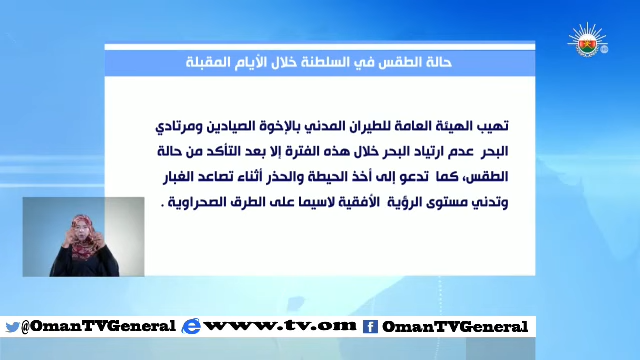 حالة الطقس في السلطنة خلال الأيام المقبلة
تهيب الهيئة العامة للطيران المدني بالإخوة الصيادين ومرتادي
البحر عدم ارتياد البحر خلال هذه الفترة إلا بعد التأكد من حالة
الطقس، كما تدعو إلى أخذ الحيطة والحذر أثناء تصاعد الغبار
وتدني مستوى الرؤية الأفقية لاسيما على الطرق الصحراوية .
@OmanTVGeneral www.tv.om OmanTVGeneral